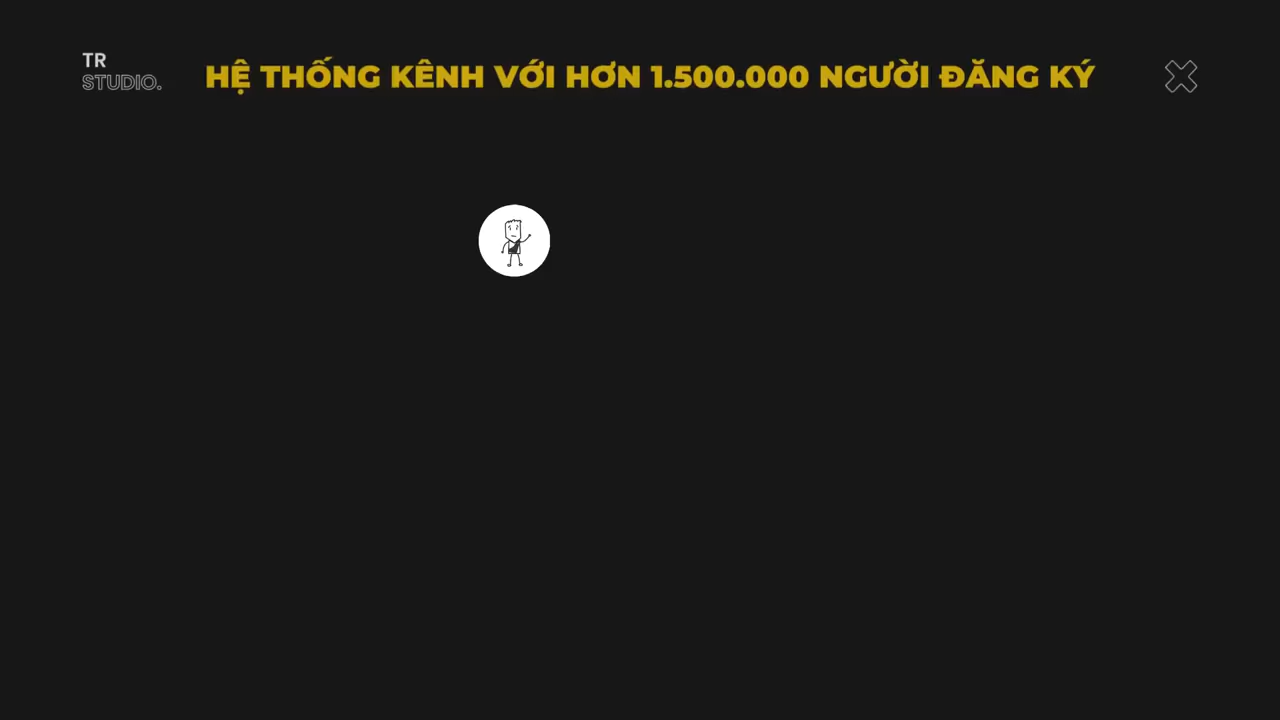 TR
STUDIO.
HỆ THỐNG KÊNH VỚI HƠN 1.500.000 NGƯỜI ĐĂNG KÝ